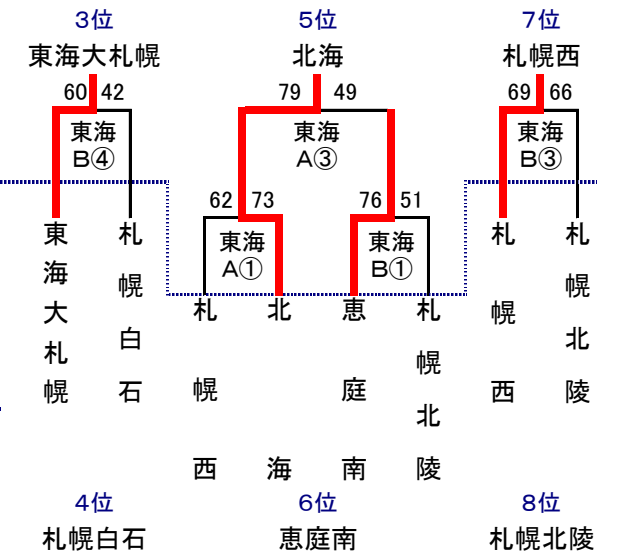 3位 5位 7位
東海大札幌 北海 札幌西
60 42 79 49 69 66
東海 東海 東海
B④ A③ B③
62 73 76 51
東海 東海
A① B①
東海大札幌 札幌白石 札幌西 北海 恵庭南 札幌北陵 札幌西 札幌北陵
4位 6位 8位
札幌白石 恵庭南 札幌北陵